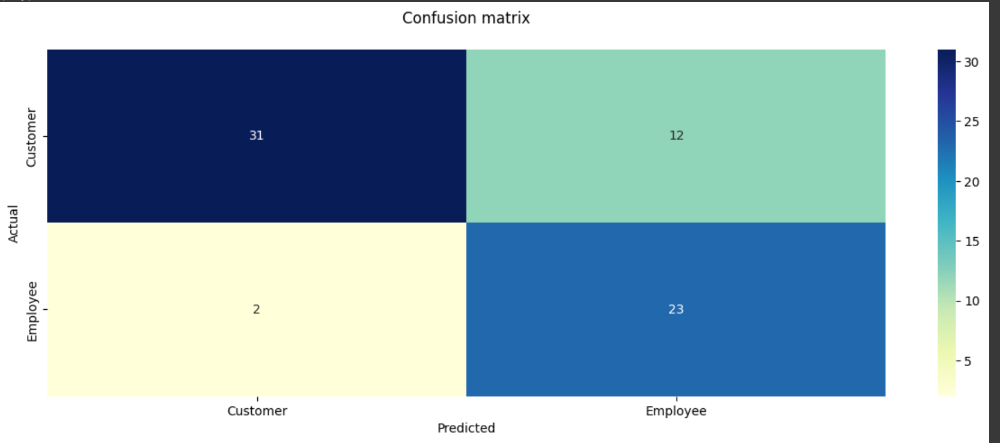 Confusion matrix
Customer
31
12
Actual
Employee
2
23
Customer
Employee
Predicted
30
25
20
15
10
5